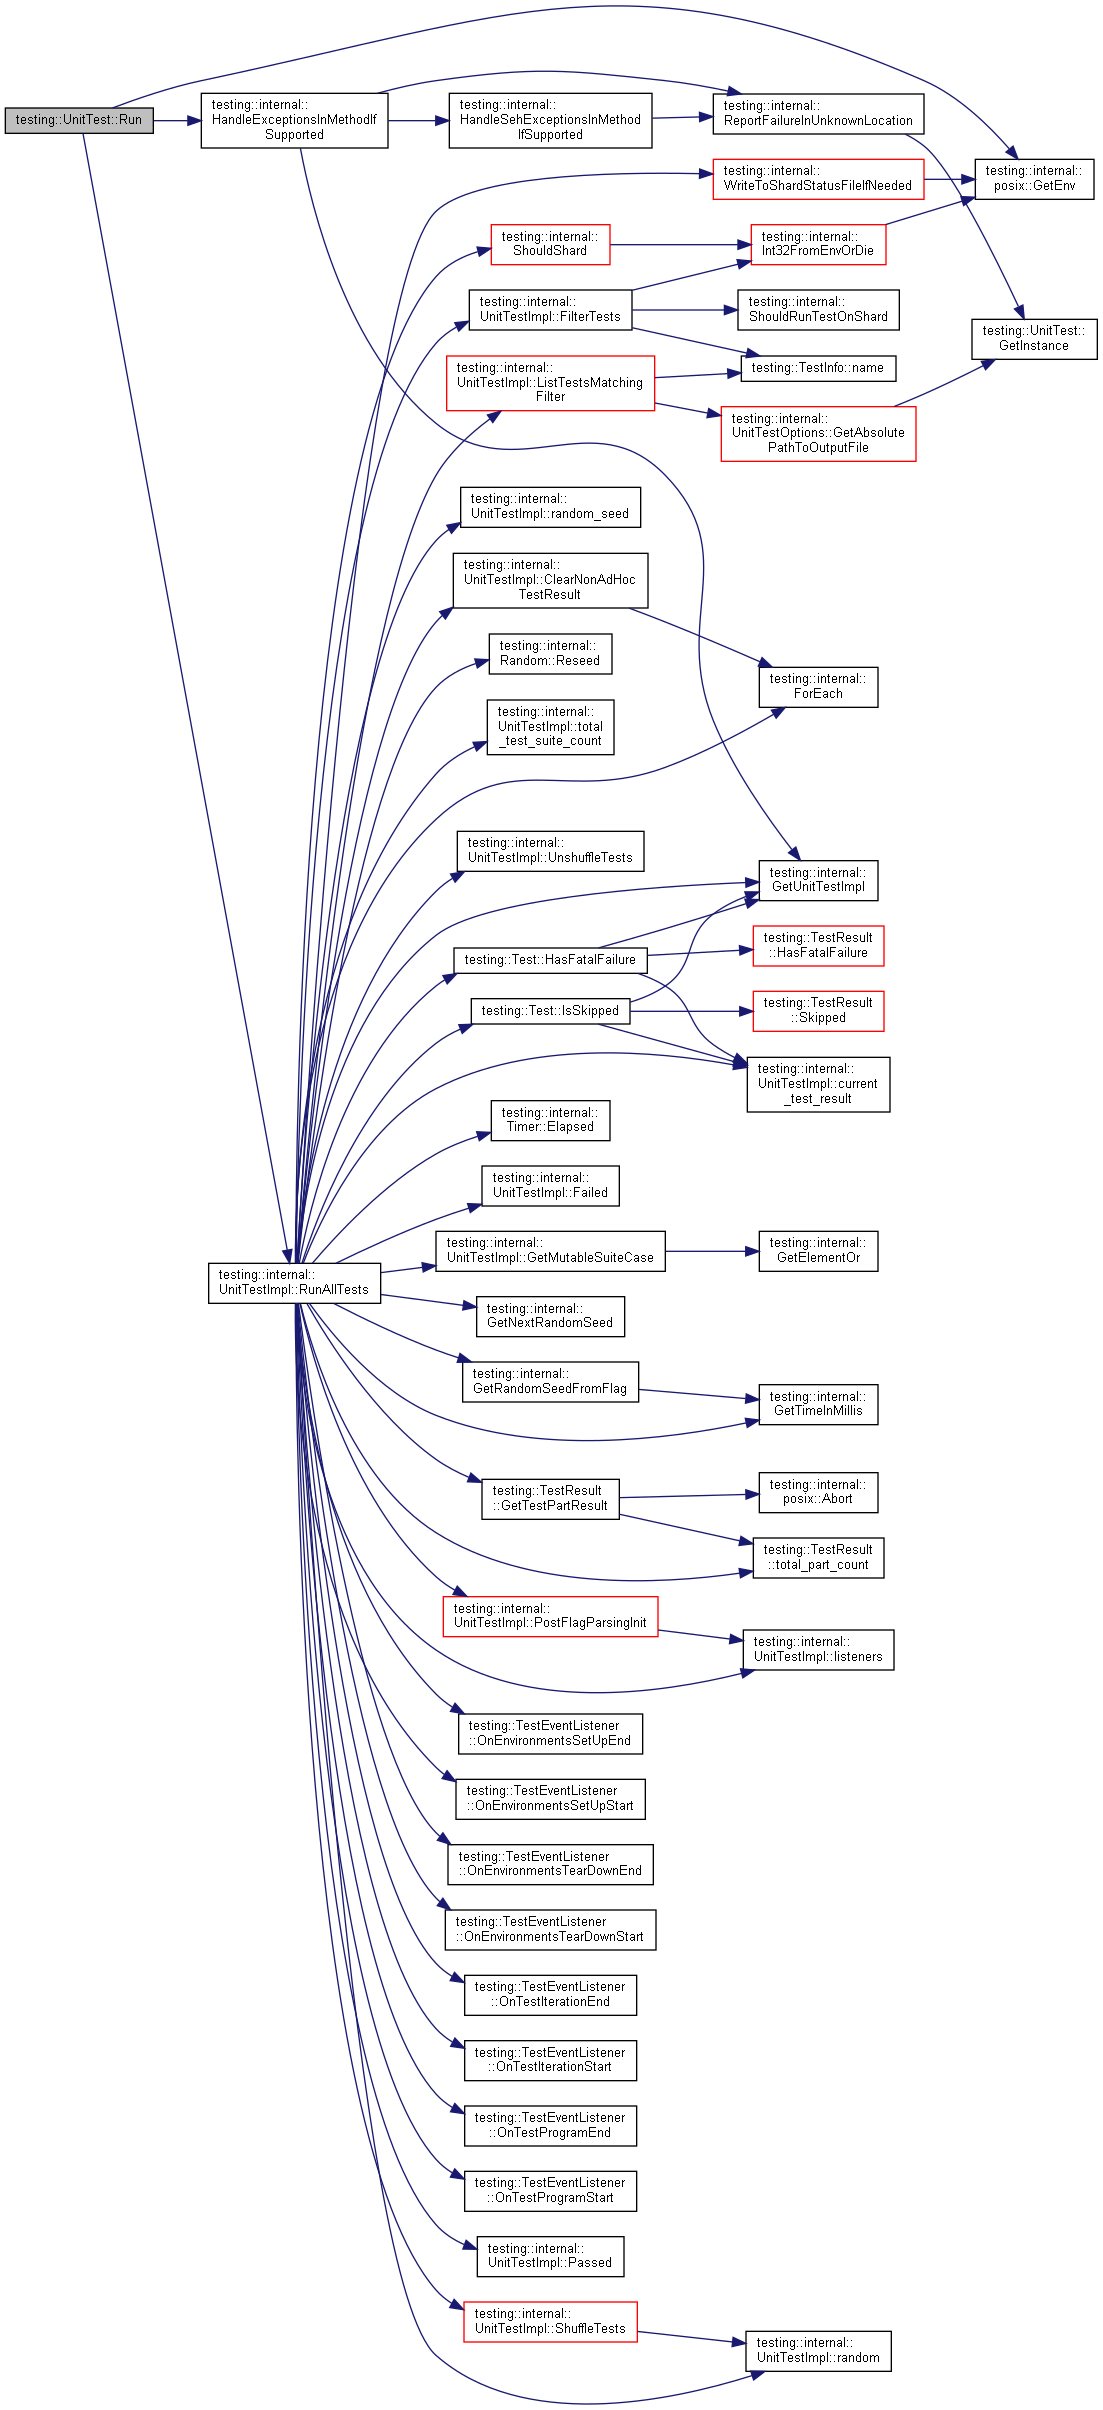 testing::UnitTest::Run
testing::internal::
HandleExceptionsInMethodIf
Supported
testing::internal::
HandleSehExceptionsInMethod
IfSupported
testing::internal::
ReportFailureInUnknownLocation
testing::internal::
posix::GetEnv
testing::internal::
WriteToShardStatusFileIfNeeded
testing::internal::
ShouldShard
testing::internal::
Int32FromEnvOrDie
testing::internal::
UnitTestImpl::FilterTests
testing::internal::
ShouldRunTestOnShard
testing::UnitTest::
GetInstance
testing::TestInfo::name
testing::internal::
UnitTestImpl::ListTestsMatching
Filter
testing::internal::
UnitTestOptions::GetAbsolute
PathToOutputFile
testing::internal::
UnitTestImpl::random_seed
testing::internal::
UnitTestImpl::ClearNonAdHoc
TestResult
testing::internal::
Random::Reseed
testing::internal::
ForEach
testing::internal::
UnitTestImpl::total
_test_suite_count
testing::internal::
UnitTestImpl::UnshuffleTests
testing::internal::
GetUnitTestImpl
testing::Test::HasFatalFailure
testing::TestResult
::HasFatalFailure
testing::Test::IsSkipped
testing::TestResult
::Skipped
testing::internal::
UnitTestImpl::current
_test_result
testing::internal::
Timer::Elapsed
testing::internal::
UnitTestImpl::Failed
testing::internal::
UnitTestImpl::GetMutableSuiteCase
testing::internal::
GetElementOr
testing::internal::
UnitTestImpl::RunAllTests
testing::internal::
GetNextRandomSeed
testing::internal::
GetRandomSeedFromFlag
testing::internal::
GetTimeInMillis
testing::TestResult
::GetTestPartResult
testing::internal::
posix::Abort
testing::TestResult
::total_part_count
testing::internal::
UnitTestImpl::PostFlagParsingInit
testing::internal::
UnitTestImpl::listeners
testing::TestEventListener
::OnEnvironmentsSetUpEnd
testing::TestEventListener
::OnEnvironmentsSetUpStart
testing::TestEventListener
::OnEnvironmentsTearDownEnd
testing::TestEventListener
::OnEnvironmentsTearDownStart
testing::TestEventListener
::OnTestIterationEnd
testing::TestEventListener
::OnTestIterationStart
testing::TestEventListener
::OnTestProgramEnd
testing::TestEventListener
::OnTestProgramStart
testing::internal::
UnitTestImpl::Passed
testing::internal::
UnitTestImpl::ShuffleTests
testing::internal::
UnitTestImpl::random